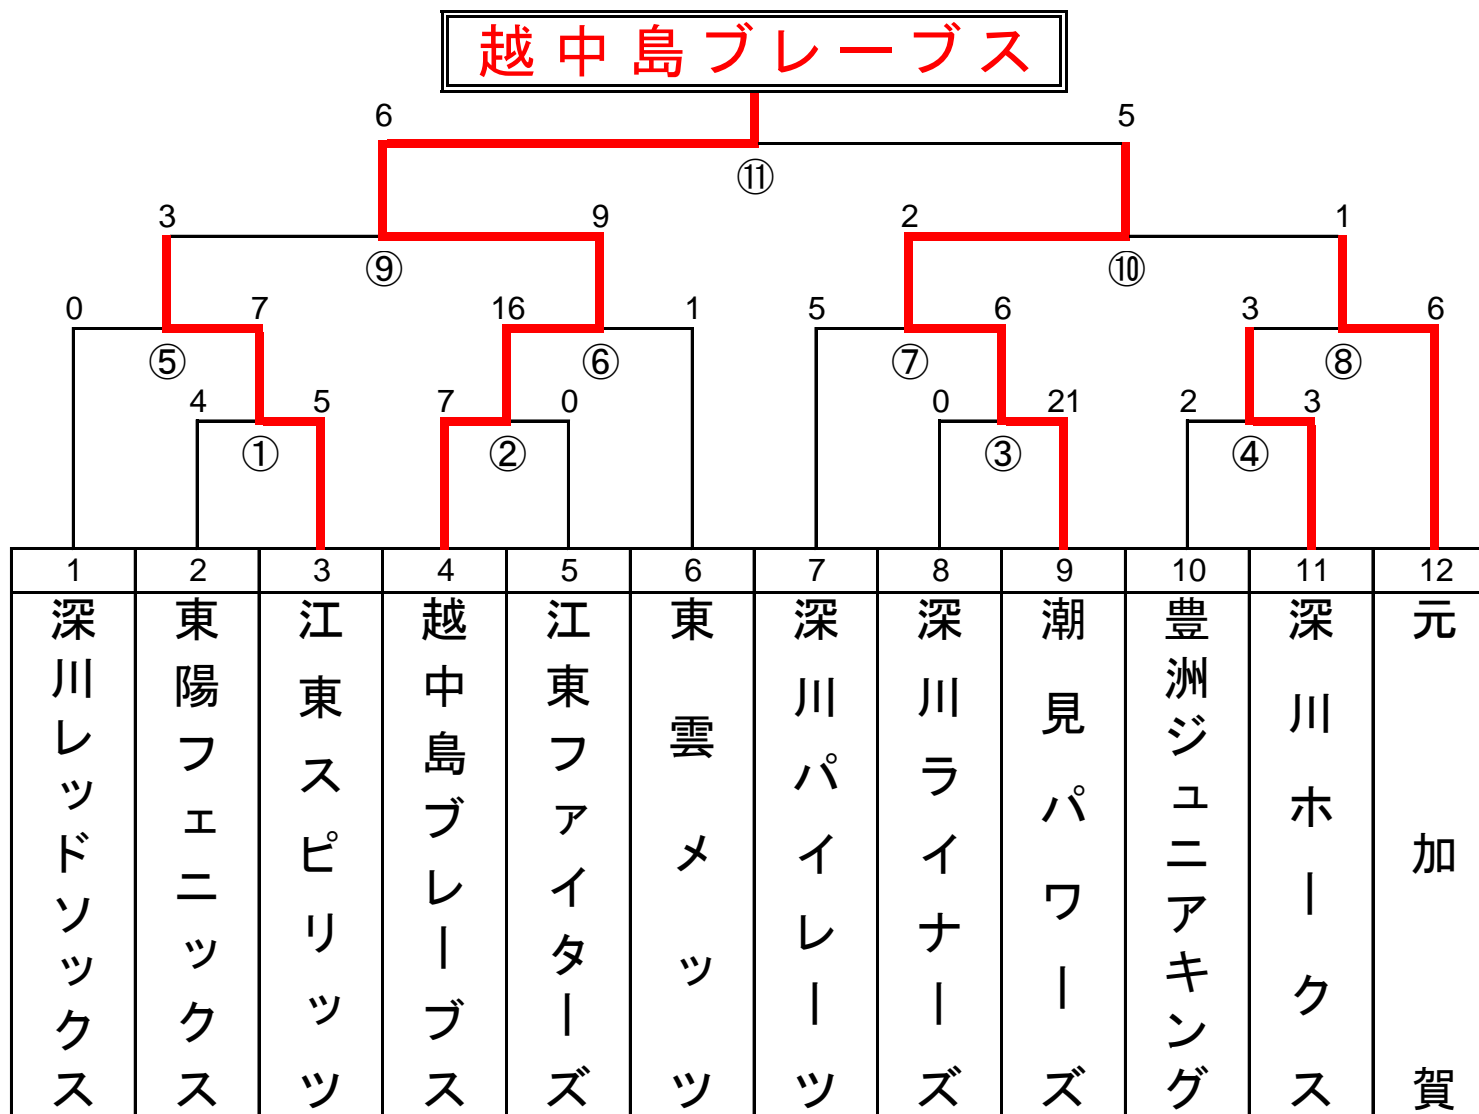 越中島ブレーブス
6 5
⑪
3 9 2 1
⑨ ⑩
0 7 16 1 5 6 3 6
⑤ ⑥ ⑦ ⑧
4 5 7 0 0 21 2 3
① ② ③ ④
1 2 3 4 5 6 7 8 9 10 11 12
深川レッドソックス
東陽フェニックス
江東スピリッツ
越中島ブレーブス
江東ファイターズ
東雲メッツ
深川パイレーツ
深川ライナーズ
潮見パワーズ
豊洲ジュニアキング
深川ホークス
元加賀